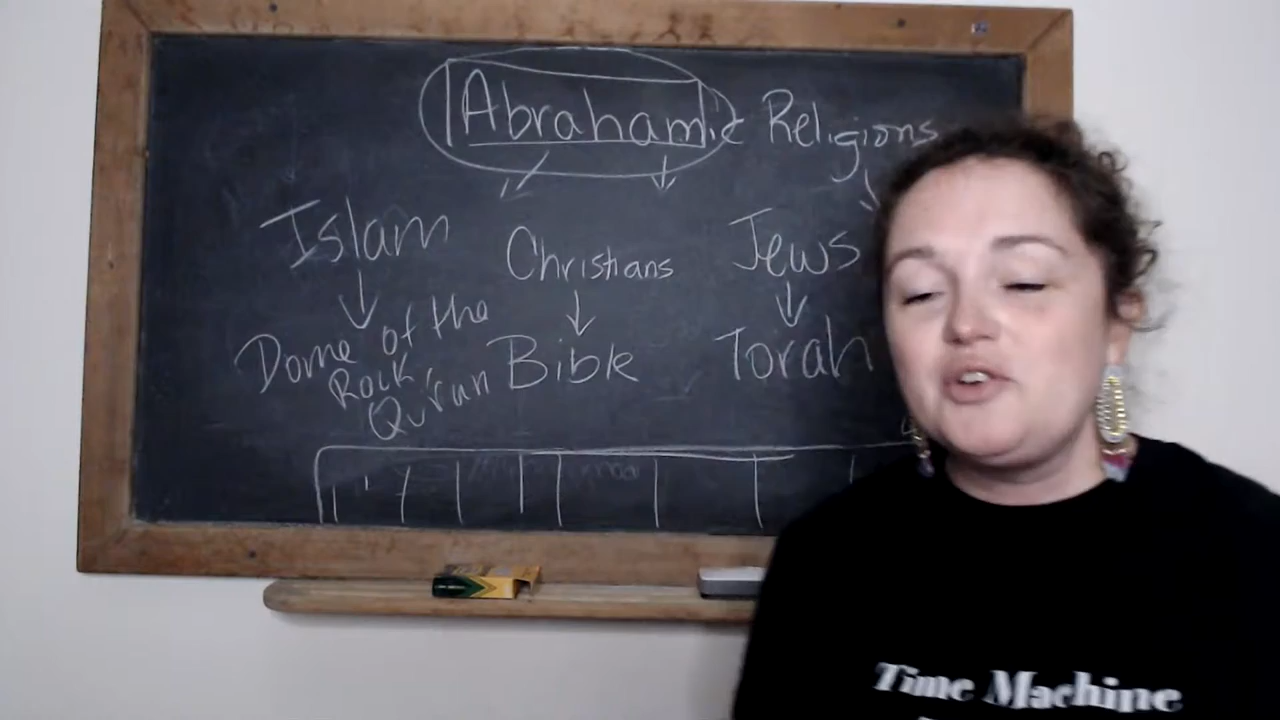 Abrahamic Religions
Islam Christians Jews
Dome of the Rock, Qu'ran
Bible
Torah
Time Machine